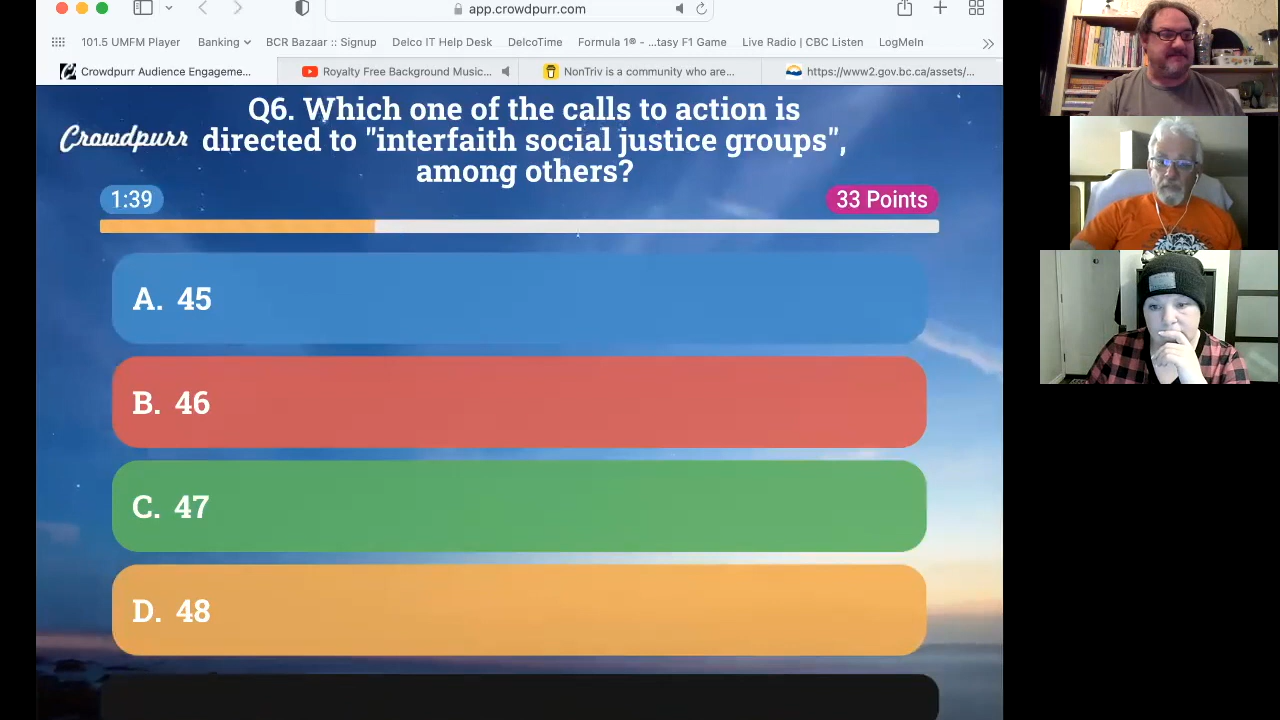 app.crowdpurr.com
101.5 UMFM Player Banking BCR Bazaar :: Signup Delco IT Help Desk DelcoTime Formula 1® - ...tasy F1 Game Live Radio | CBC Listen LogMeIn
Crowdpurr Audience Engageme... Royalty Free Background Music... NonTriv is a community who are... https://www2.gov.bc.ca/assets/...
Crowdpurr
Q6. Which one of the calls to action is
directed to "interfaith social justice groups",
among others?
1:39 33 Points
A. 45
B. 46
C. 47
D. 48